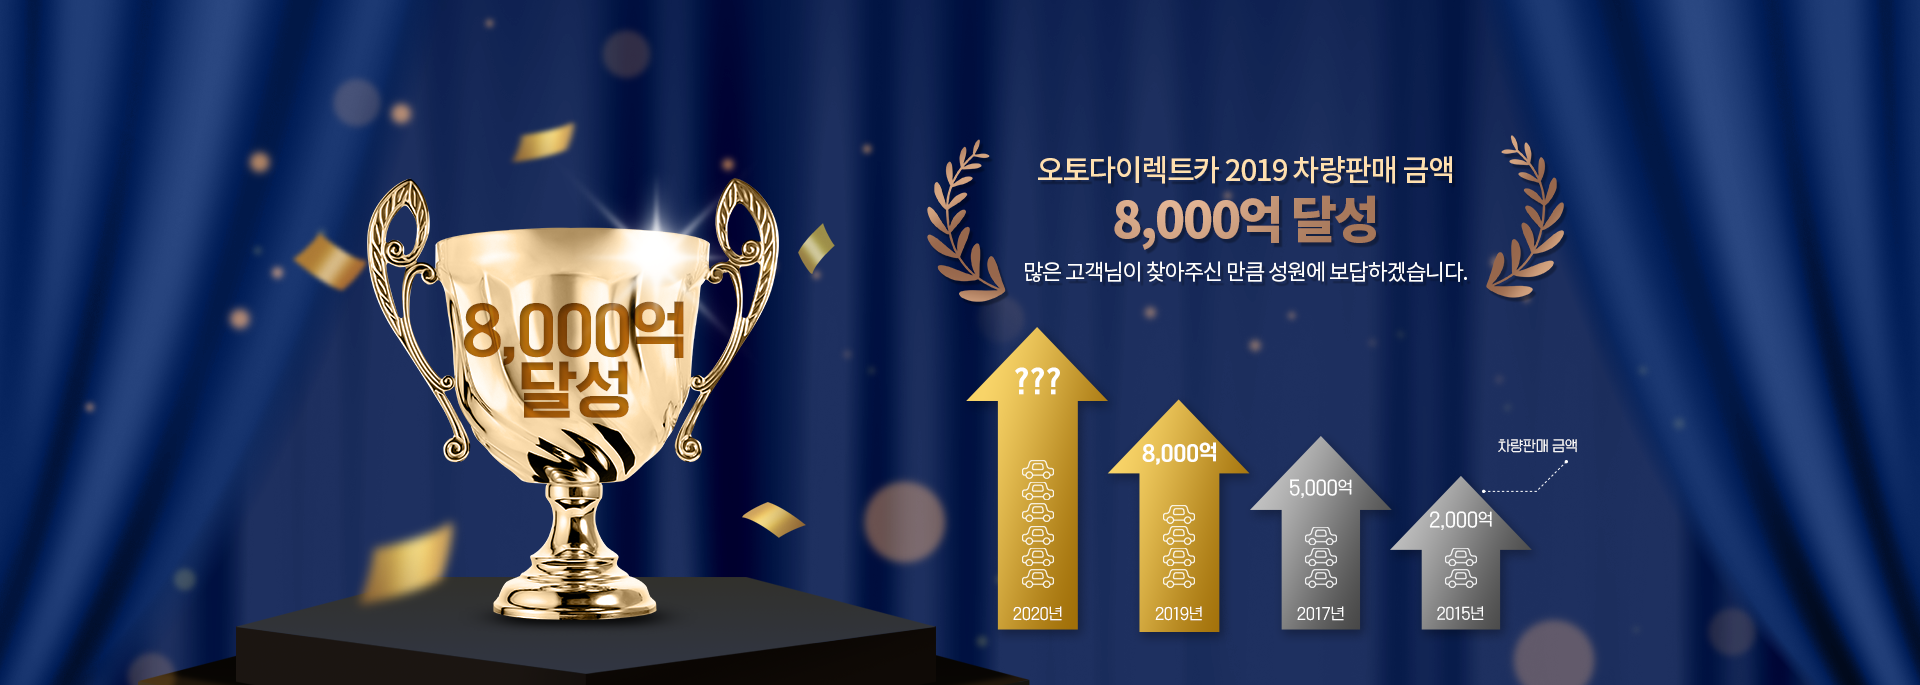 8,000억
달성
오토다이렉트카 2019 차량판매 금액
8,000억 달성
많은 고객님이 찾아주신 만큼 성원에 보답하겠습니다.
???
2020년
8,000억
2019년
5,000억
2017년
차량판매 금액
2,000억
2015년